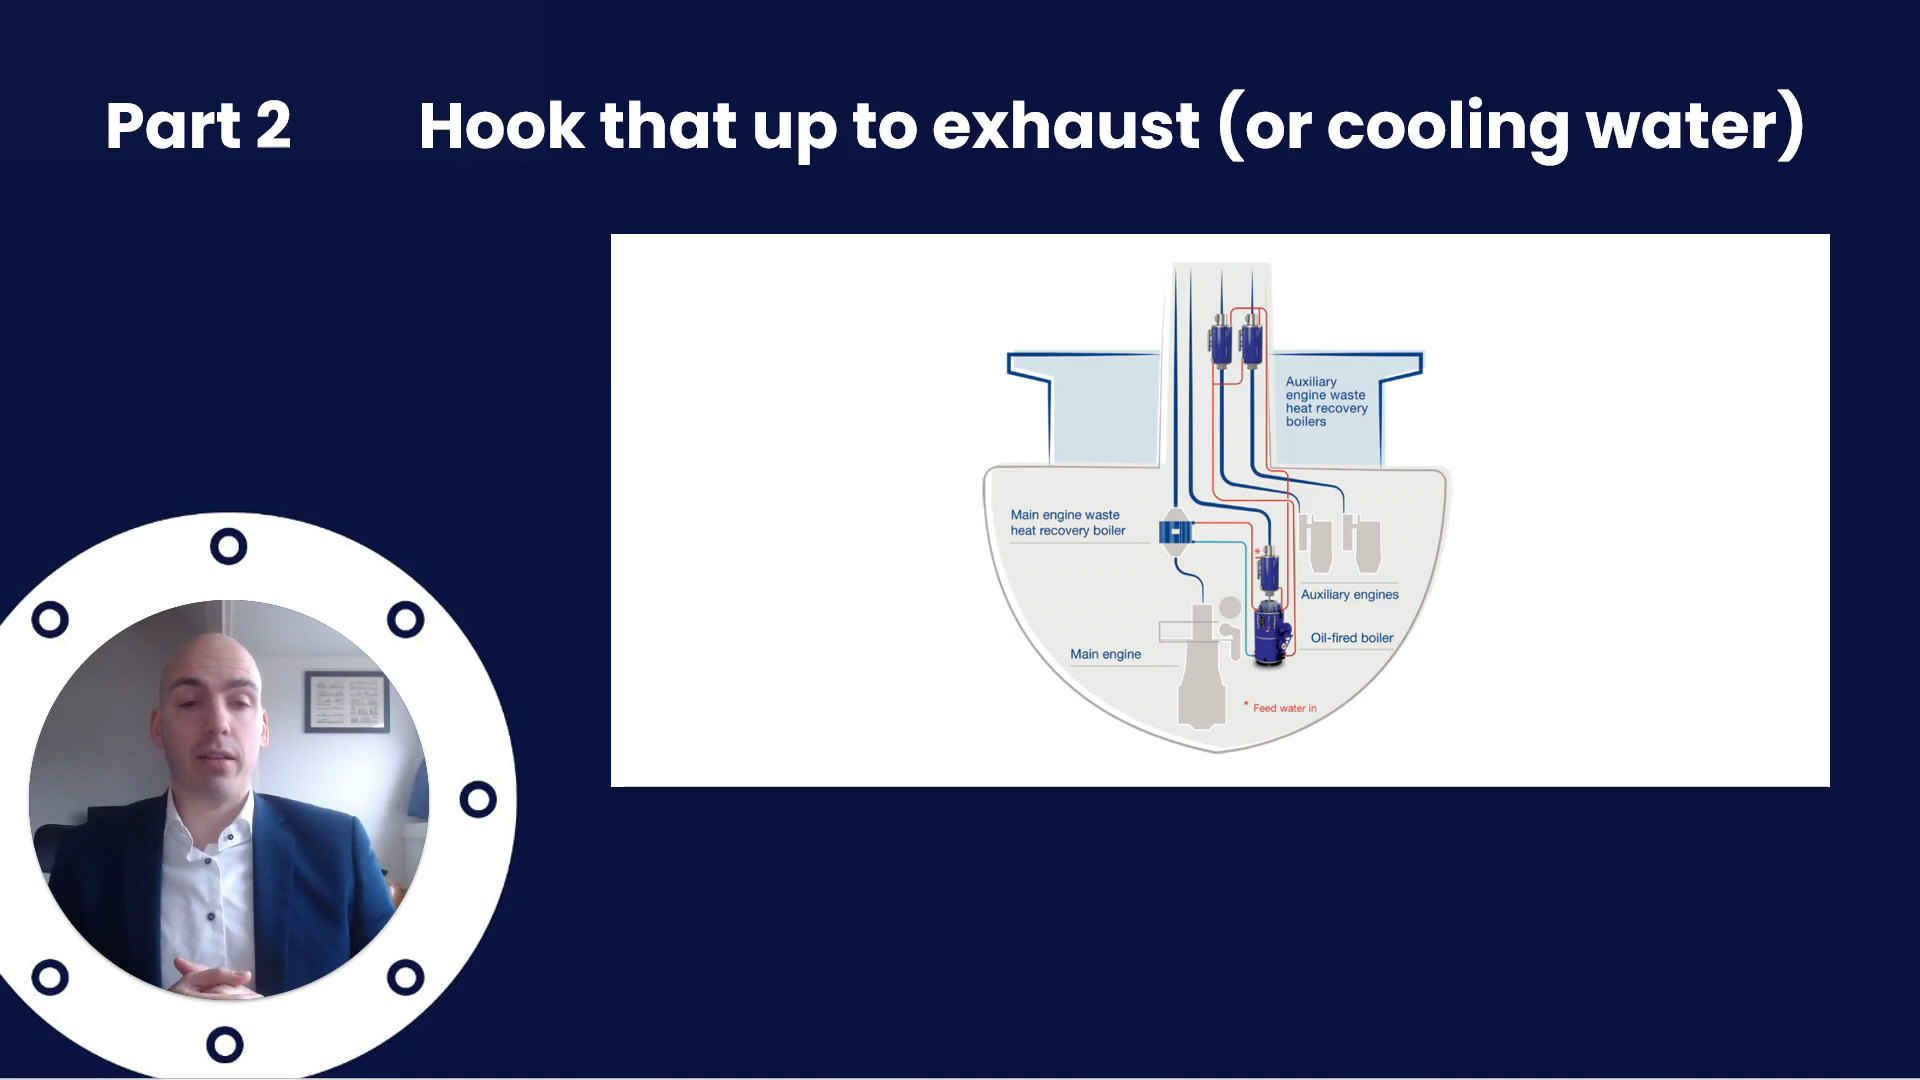 Part 2
Hook that up to exhaust (or cooling water)
Auxiliary
engine waste
heat recovery
boilers
Main engine waste
heat recovery boiler
*
Auxiliary engines
Oil-fired boiler
Main engine
* Feed water in